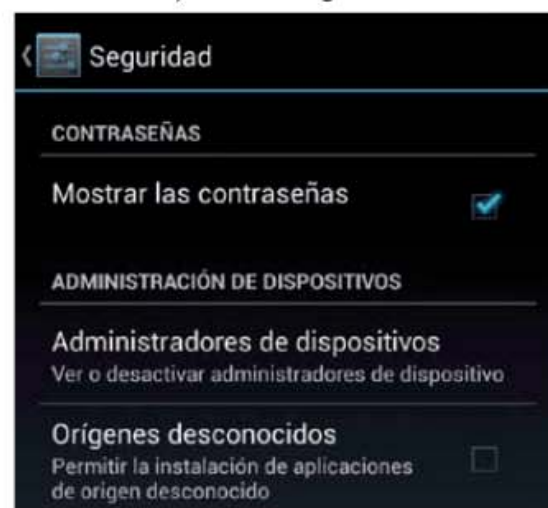 Seguridad
CONTRASEÑAS
Mostrar las contraseñas
ADMINISTRACIÓN DE DISPOSITIVOS
Administradores de dispositivos
Ver o desactivar administradores de dispositivo
Orígenes desconocidos
Permitir la instalación de aplicaciones
de origen desconocido